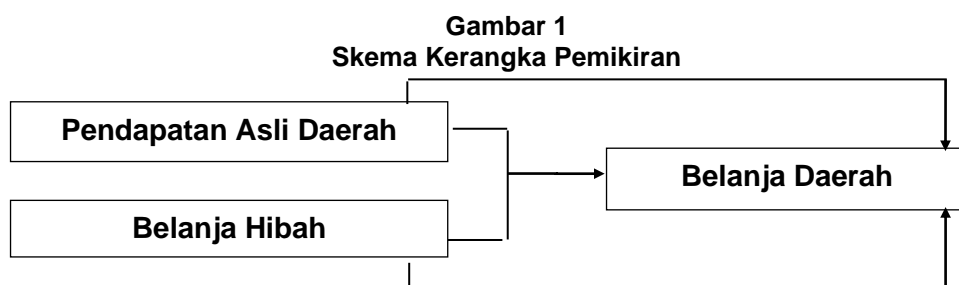 Gambar 1
Skema Kerangka Pemikiran
Pendapatan Asli Daerah
Belanja Daerah
Belanja Hibah